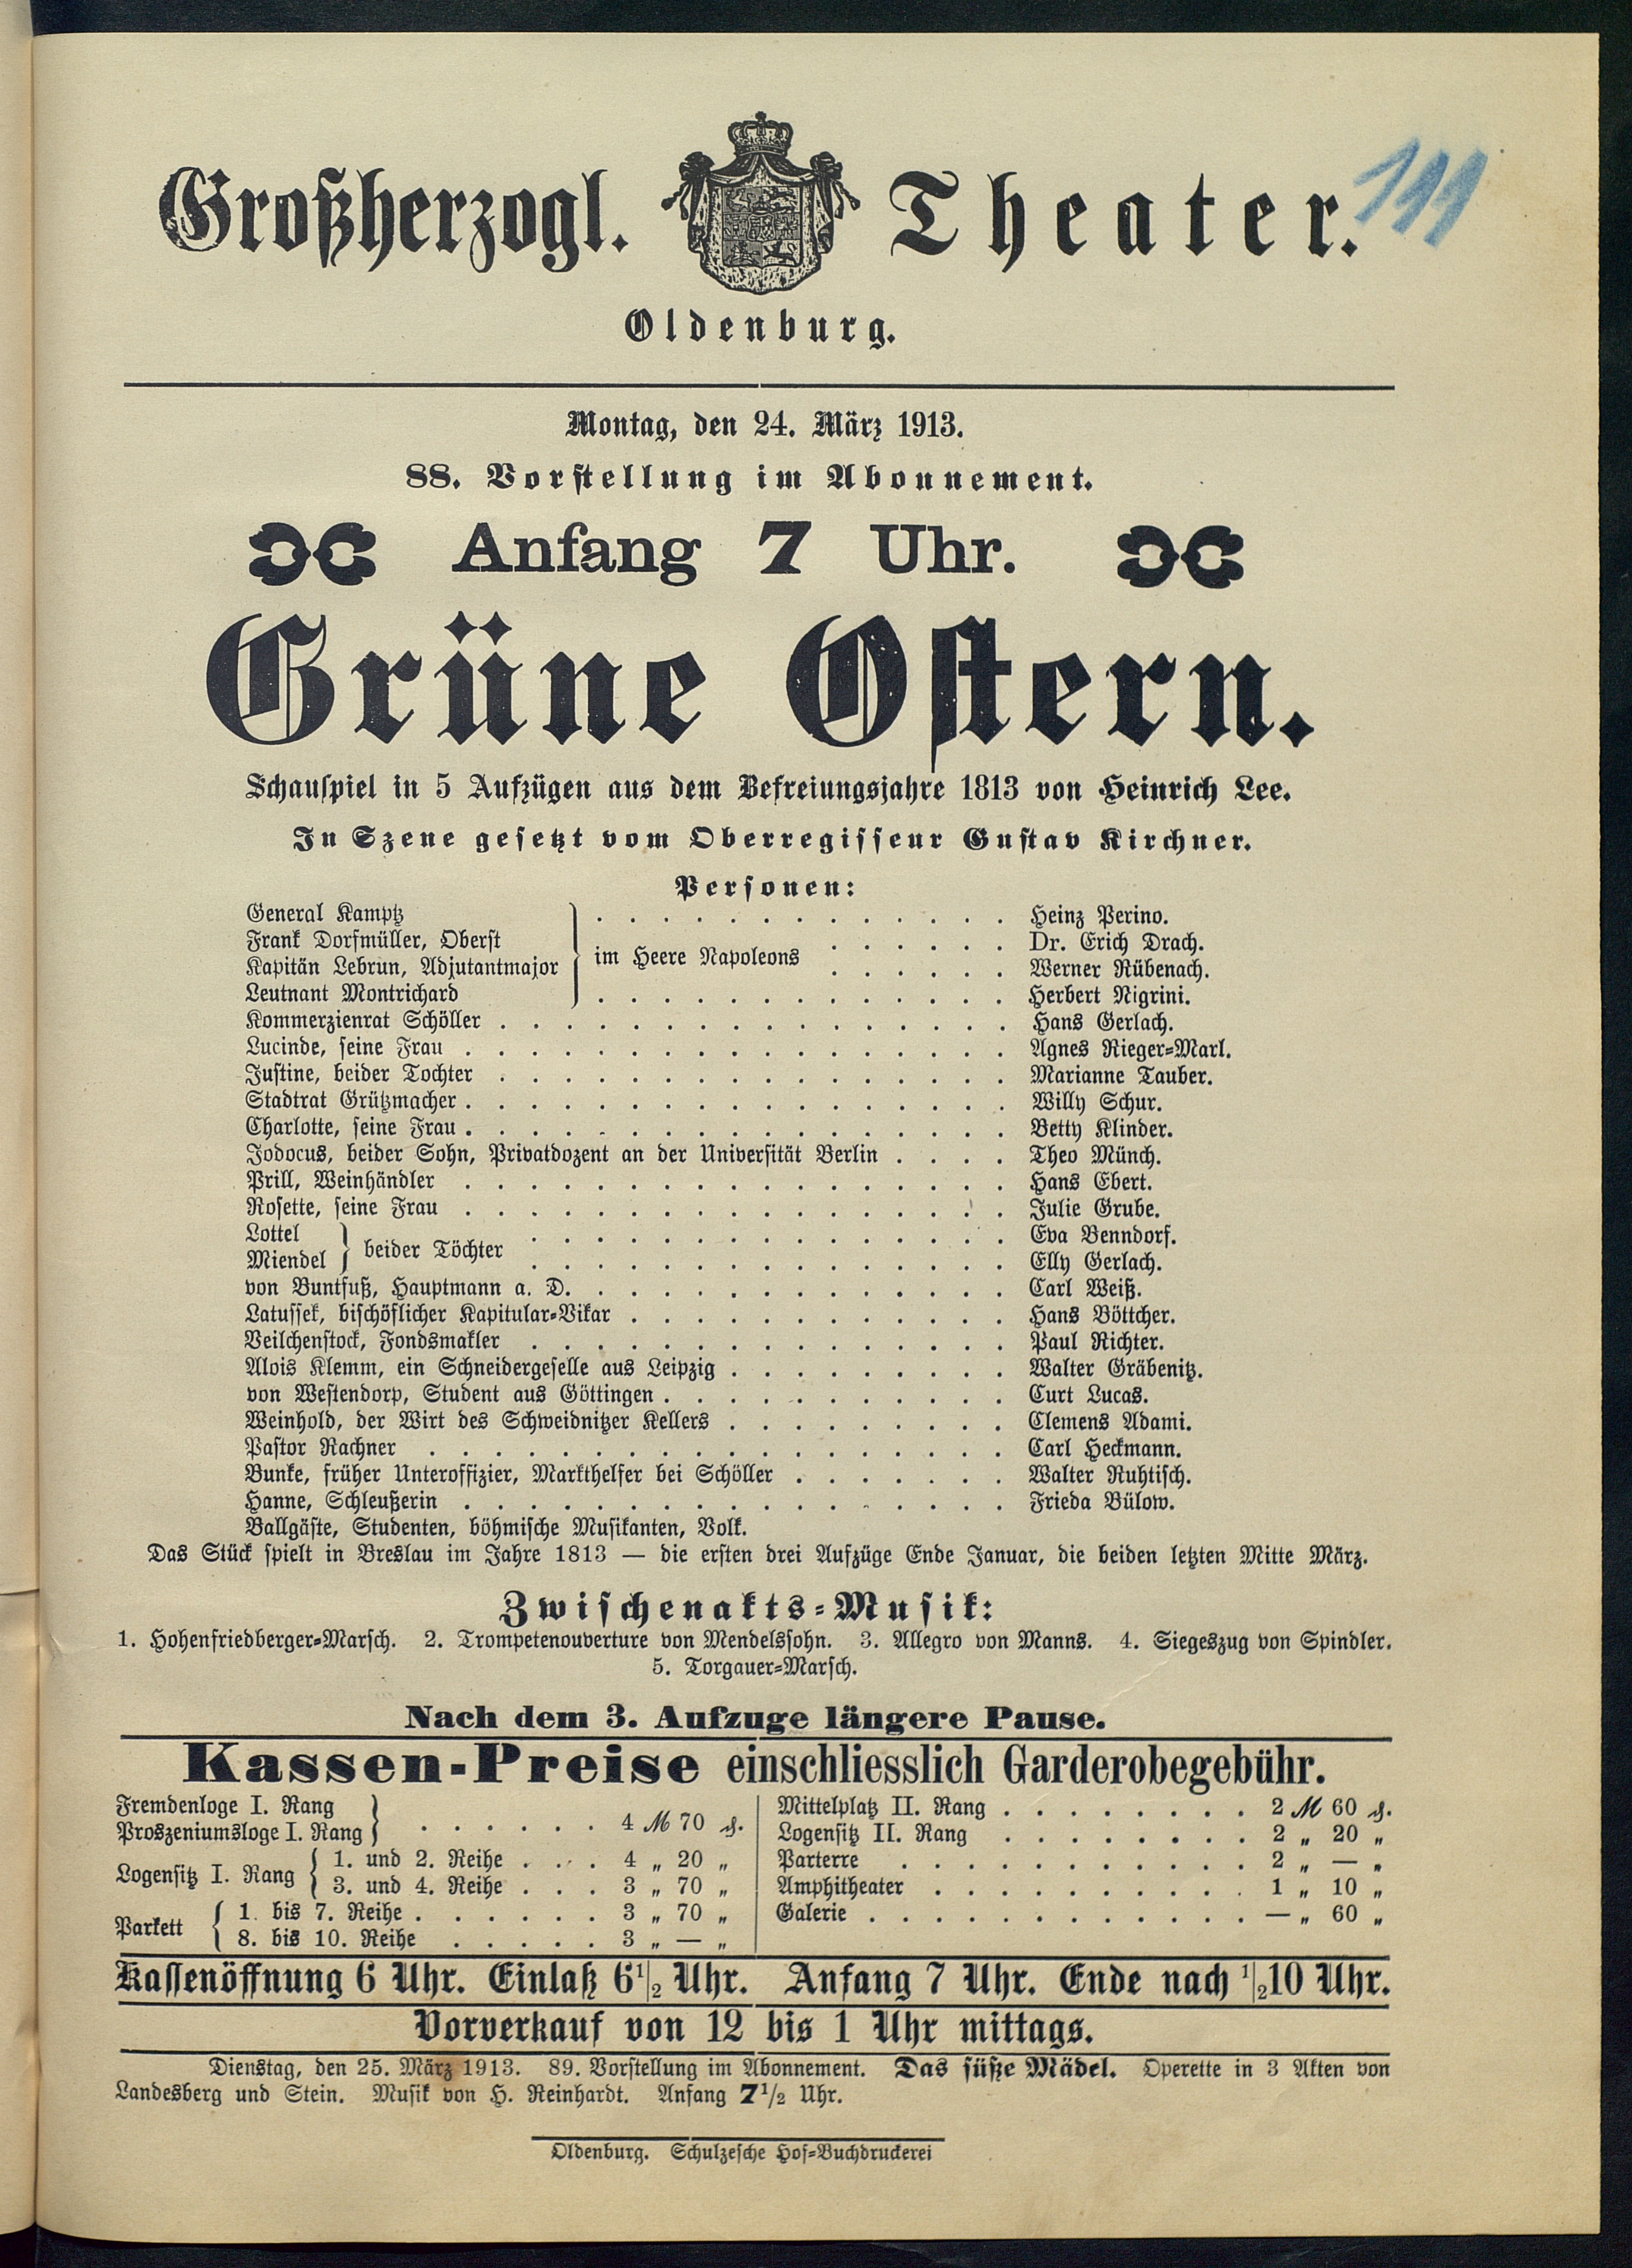 Großherzogl. Theater.
111
Oldenburg.
Montag, den 24. März 1913.
88. Vorstellung im Abonnement.
Anfang 7 Uhr.
Grüne Ostern.
Schauspiel in 5 Aufzügen aus dem Befreiungsjahre 1813 von Heinrich Lee.
In Szene gesetzt vom Oberregisseur Gustav Kirchner.
Personen:
General Kamptz . . . . . . . . . . . . . Heinz Perino.
Frank Dorfmüller, Oberst . . . . . . Dr. Erich Drach.
im Heere Napoleons
Kapitän Lebrun, Adjutantmajor . . . . . . Werner Rübenach.
Leutnant Montrichard . . . . . . . . . . . . . Herbert Nigrini.
Kommerzienrat Schöller . . . . . . . . . . . . . . . . Hans Gerlach.
Lucinde, seine Frau . . . . . . . . . . . . . . . . . Agnes Rieger-Marl.
Justine, beider Tochter . . . . . . . . . . . . . . . . Marianne Tauber.
Stadtrat Grützmacher . . . . . . . . . . . . . . . . . Willy Schur.
Charlotte, seine Frau . . . . . . . . . . . . . . . . . Betty Klinder.
Jodocus, beider Sohn, Privatdozent an der Universität Berlin . . . . Theo Münch.
Prill, Weinhändler . . . . . . . . . . . . . . . . . Hans Ebert.
Rosette, seine Frau . . . . . . . . . . . . . . . . . Julie Grube.
Lottel . . . . . . . . . . . . . . . Eva Benndorf.
beider Töchter
Miendel . . . . . . . . . . . . . . . Elly Gerlach.
von Buntfuß, Hauptmann a. D. . . . . . . . . . . . . . Carl Weiß.
Latussek, bischöflicher Kapitular-Vikar . . . . . . . . . . . . Hans Böttcher.
Veilchenstock, Fondsmakler . . . . . . . . . . . . . . . Paul Richter.
Alois Klemm, ein Schneidergeselle aus Leipzig . . . . . . . . . Walter Gräbenitz.
von Westendorp, Student aus Göttingen . . . . . . . . . . . Curt Lucas.
Weinhold, der Wirt des Schweidnitzer Kellers . . . . . . . . . Clemens Adami.
Pastor Rachner . . . . . . . . . . . . . . . . . . Carl Heckmann.
Bunke, früher Unteroffizier, Markthelfer bei Schöller . . . . . . . Walter Ruhtisch.
Hanne, Schleußerin . . . . . . . . . . . . . . . . . Frieda Bülow.
Ballgäste, Studenten, böhmische Musikanten, Volk.
Das Stück spielt in Breslau im Jahre 1813 — die ersten drei Aufzüge Ende Januar, die beiden letzten Mitte März.
Zwischenakts-Musik:
1. Hohenfriedberger-Marsch. 2. Trompetenouverture von Mendelssohn. 3. Allegro von Manns. 4. Siegeszug von Spindler.
5. Torgauer-Marsch.
Nach dem 3. Aufzuge längere Pause.
Kassen-Preise einschliesslich Garderobegebühr.
Fremdenloge I. Rang
Proszeniumsloge I. Rang . . . . . . 4 ℳ 70 ₰.
Logensitz I. Rang 1. und 2. Reihe . . . 4 „ 20 „
3. und 4. Reihe . . . 3 „ 70 „
Parkett 1. bis 7. Reihe . . . . . . 3 „ 70 „
8. bis 10. Reihe . . . . . 3 „ — „
Mittelplatz II. Rang . . . . . . . . 2 ℳ 60 ₰.
Logensitz II. Rang . . . . . . . . 2 „ 20 „
Parterre . . . . . . . . . . . 2 „ — „
Amphitheater . . . . . . . . . . 1 „ 10 „
Galerie . . . . . . . . . . . . — „ 60 „
Kassenöffnung 6 Uhr. Einlaß 6 1/2 Uhr. Anfang 7 Uhr. Ende nach 1/2 10 Uhr.
Vorverkauf von 12 bis 1 Uhr mittags.
Dienstag, den 25. März 1913. 89. Vorstellung im Abonnement. Das süße Mädel. Operette in 3 Akten von
Landesberg und Stein. Musik von H. Reinhardt. Anfang 7 1/2 Uhr.
Oldenburg. Schulzesche Hof-Buchdruckerei